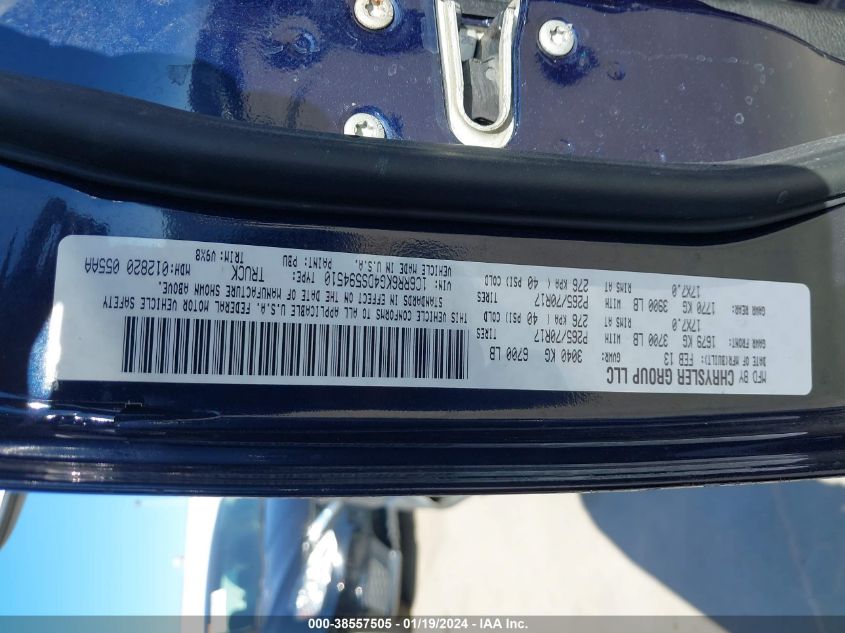 MFD BY CHRYSLER GROUP LLC
DATE OF MFR(BUILT): FEB 13 GVWR: 3040 KG 6700 LB
GAWR FRONT: 1679 KG 3700 LB WITH P265/70R17 TIRES
17X7.0 RIMS AT 276 KPA ( 40 PSI) COLD
GAWR REAR: 1770 KG 3900 LB WITH P265/70R17 TIRES
17X7.0 RIMS AT 276 KPA ( 40 PSI) COLD
THIS VEHICLE CONFORMS TO ALL APPLICABLE U.S.A. FEDERAL MOTOR VEHICLE SAFETY
STANDARDS IN EFFECT ON THE DATE OF MANUFACTURE SHOWN ABOVE.
VIN: 1C6RR6KG4DS594510 TYPE: TRUCK MDH:012820 055AA
VEHICLE MADE IN U.S.A. PAINT: PBU TRIM: V9X8
000-38557505 - 01/19/2024 - IAA Inc.